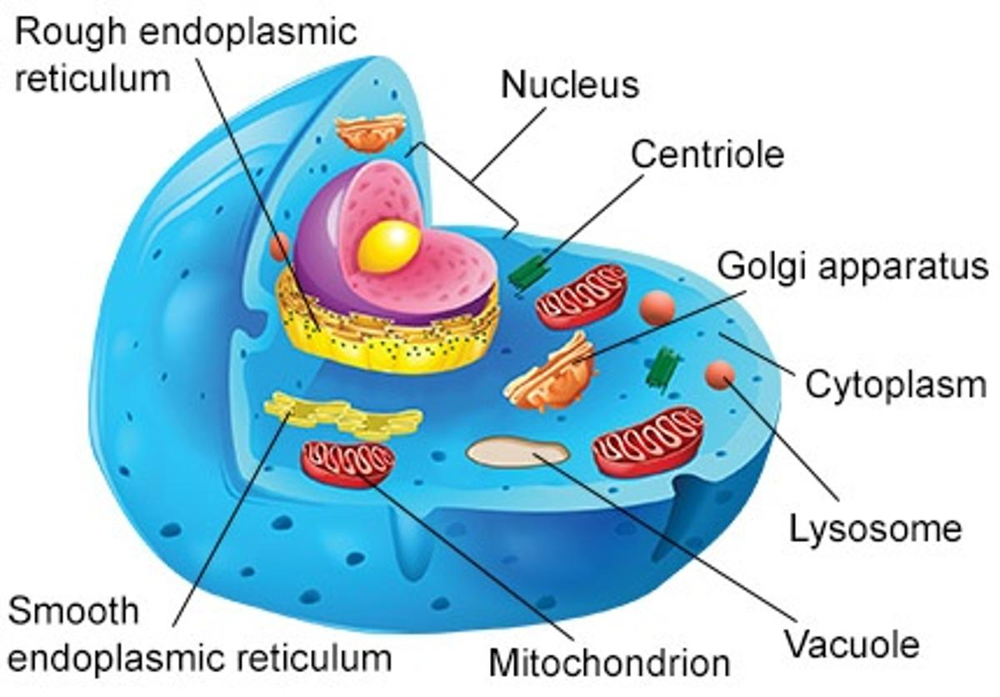 Rough endoplasmic
reticulum
Nucleus
Centriole
Golgi apparatus
Cytoplasm
Lysosome
Vacuole
Mitochondrion
Smooth
endoplasmic reticulum